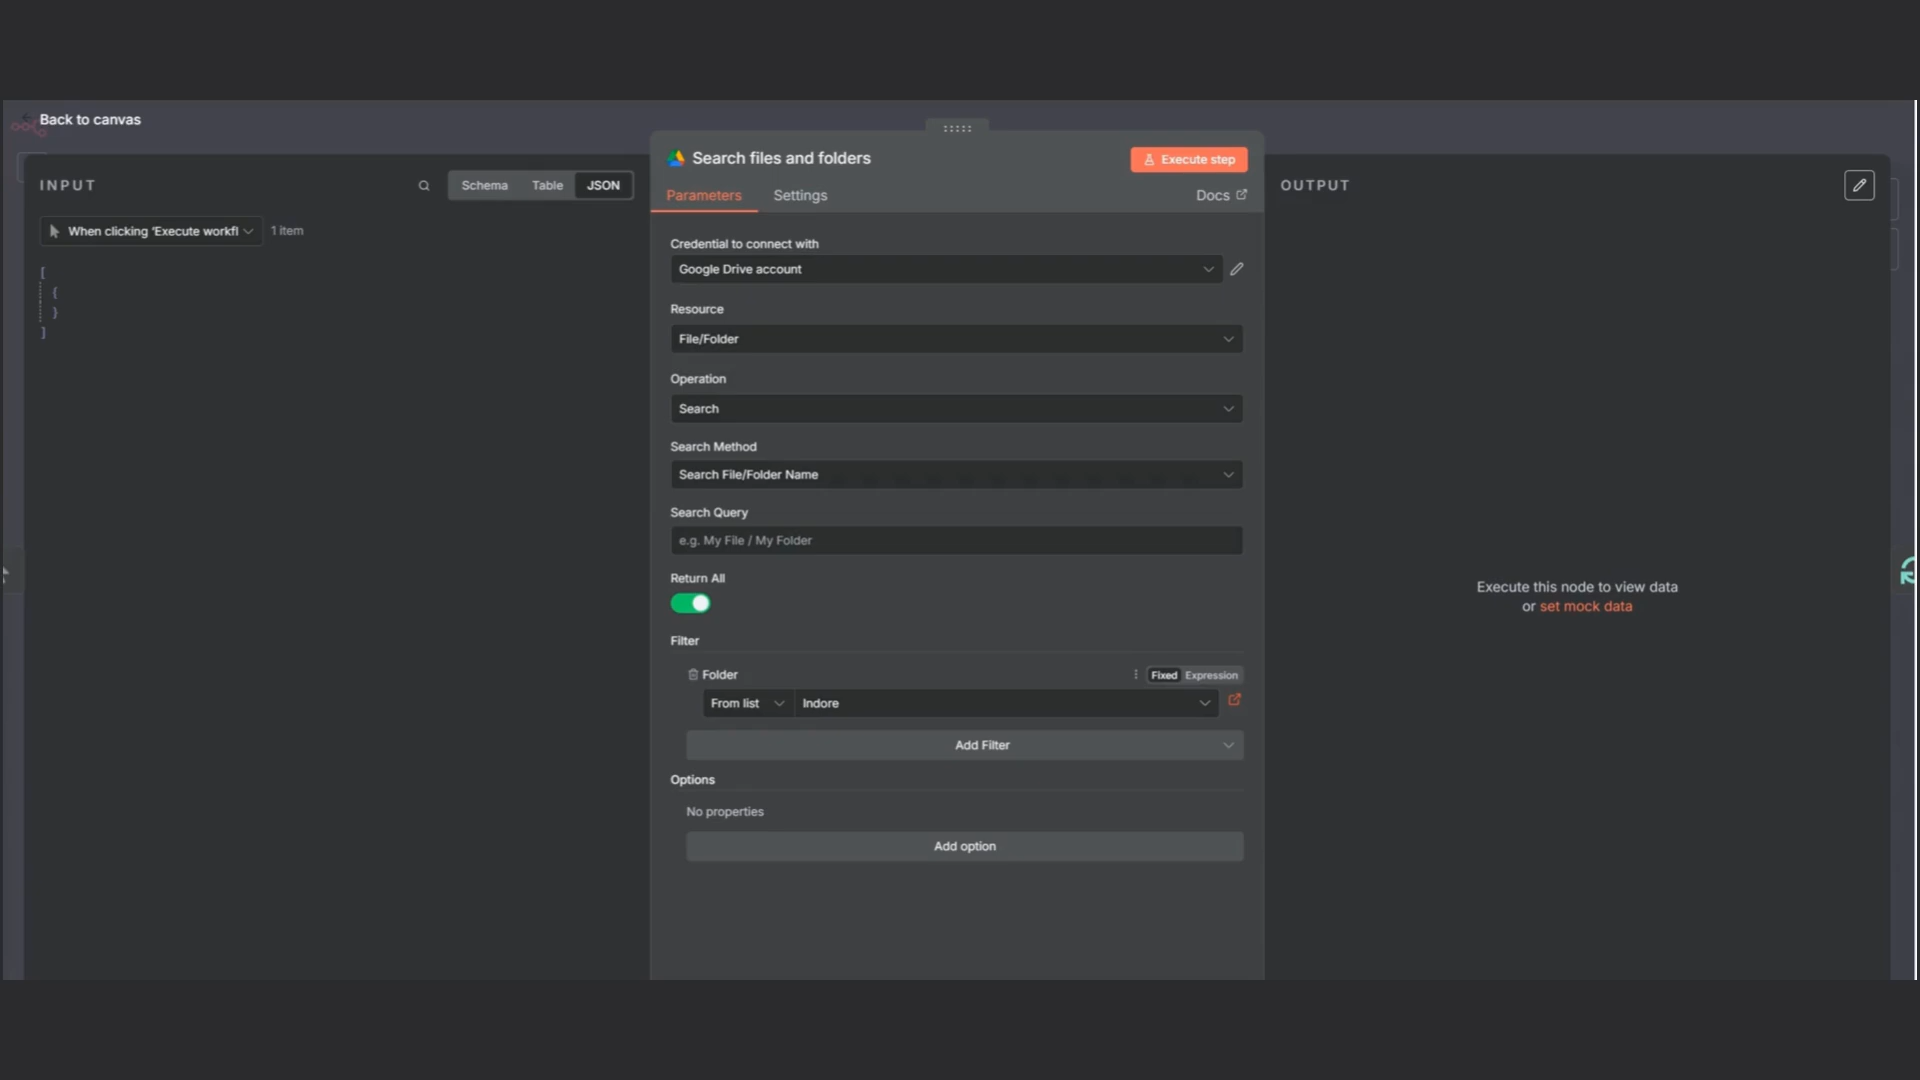 Back to canvas
INPUT
Schema
Table
JSON
When clicking 'Execute workfl
1 item
[
{
}
]
Search files and folders
Execute step
Parameters
Settings
Docs
Credential to connect with
Google Drive account
Resource
File/Folder
Operation
Search
Search Method
Search File/Folder Name
Search Query
e.g. My File / My Folder
Return All
Filter
Folder
Fixed
Expression
From list
Indore
Add Filter
Options
No properties
Add option
OUTPUT
Execute this node to view data
or set mock data